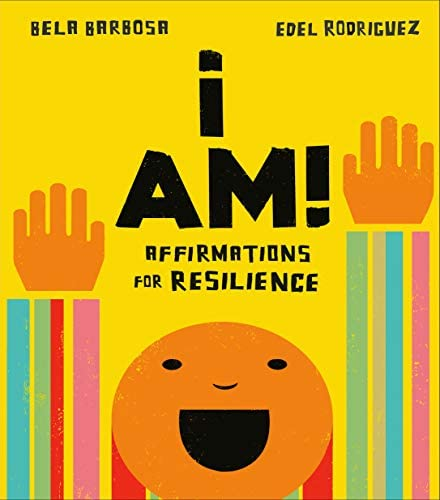 BELA BARBOSA EDEL RODRIGUEZ
i
AM!
AFFIRMATIONS
FOR RESILIENCE